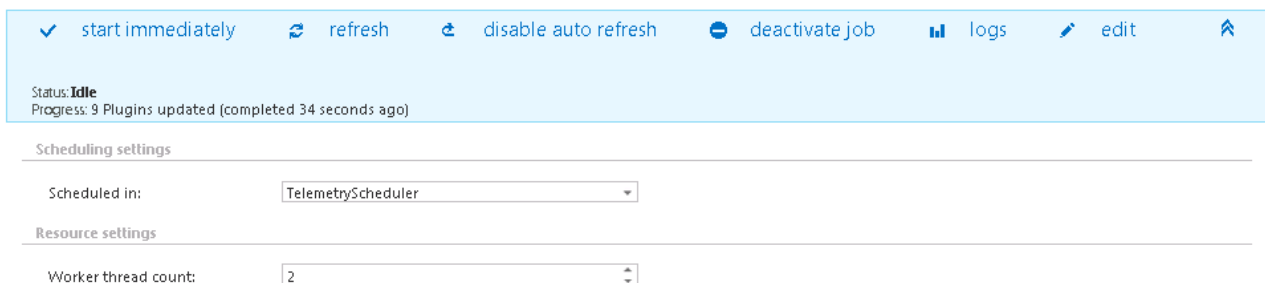 start immediately refresh disable auto refresh deactivate job logs edit
Status: Idle
Progress: 9 Plugins updated (completed 34 seconds ago)
Scheduling settings
Scheduled in: TelemetryScheduler
Resource settings
Worker thread count: 2